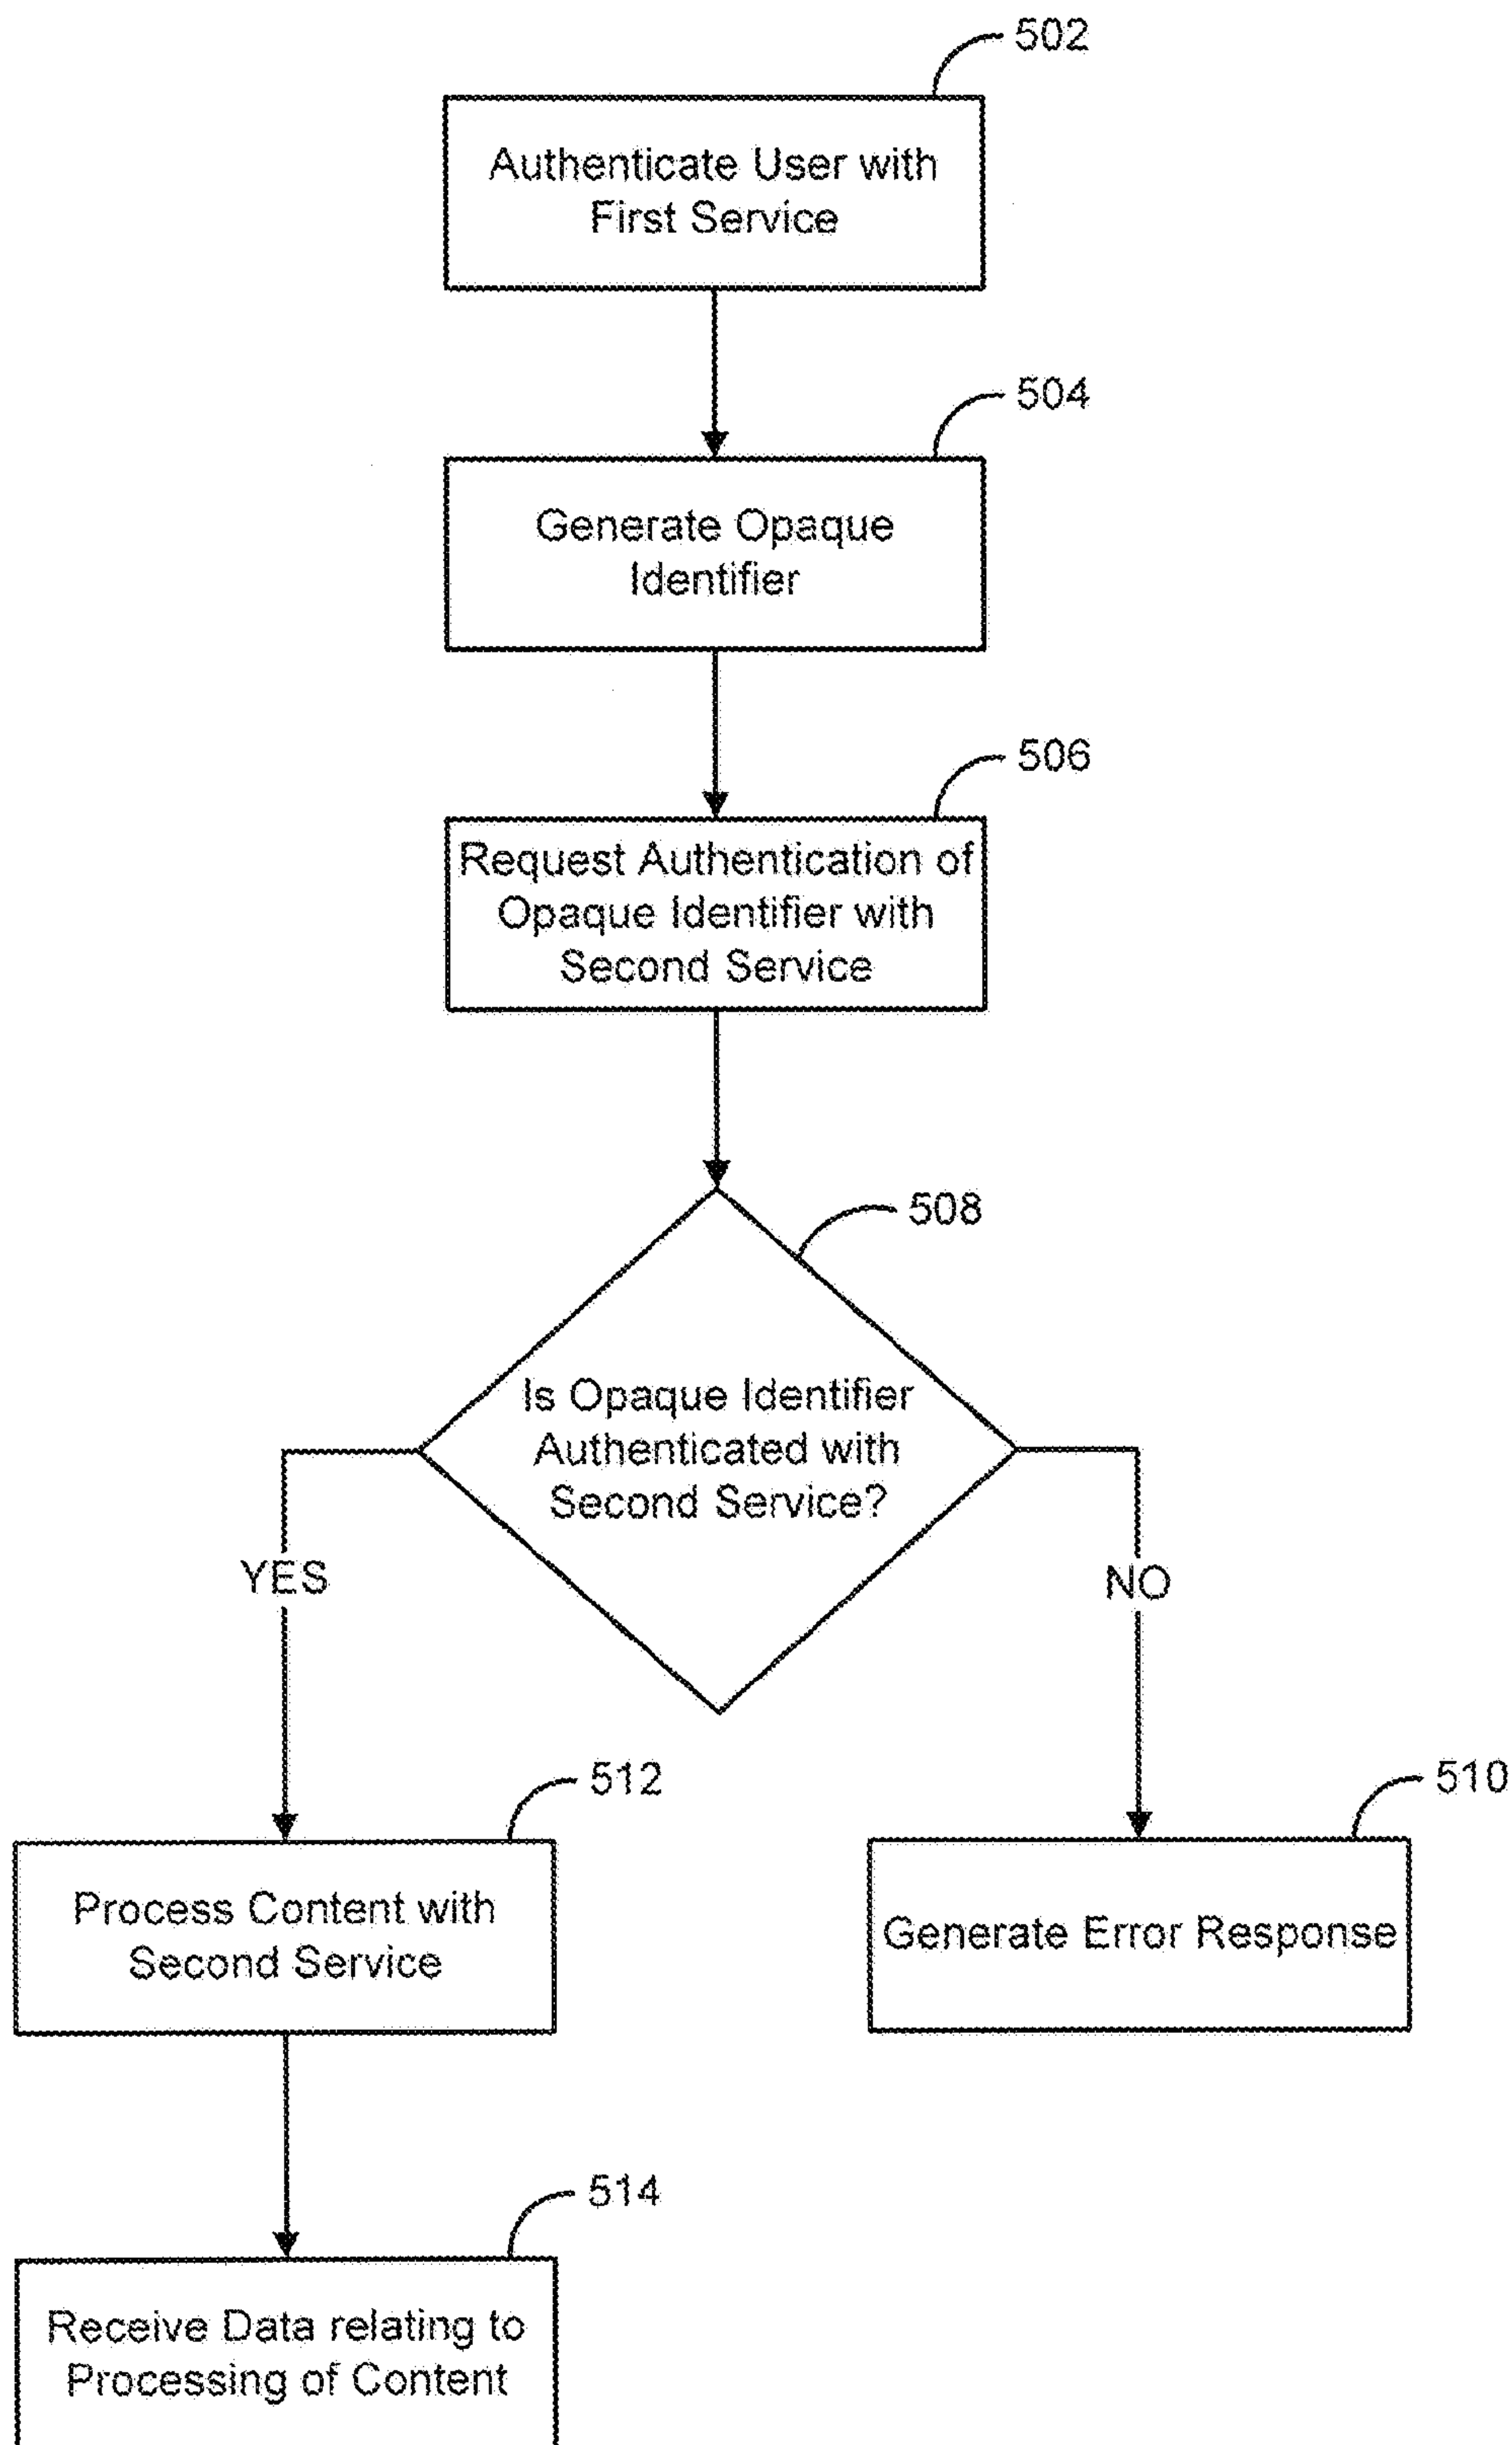 502
Authenticate User with
First Service
504
Generate Opaque
Identifier
506
Request Authentication of
Opaque Identifier with
Second Service
508
Is Opaque Identifier
Authenticated with
Second Service?
YES
NO
512
510
Process Content with
Second Service
Generate Error Response
514
Receive Data relating to
Processing of Content